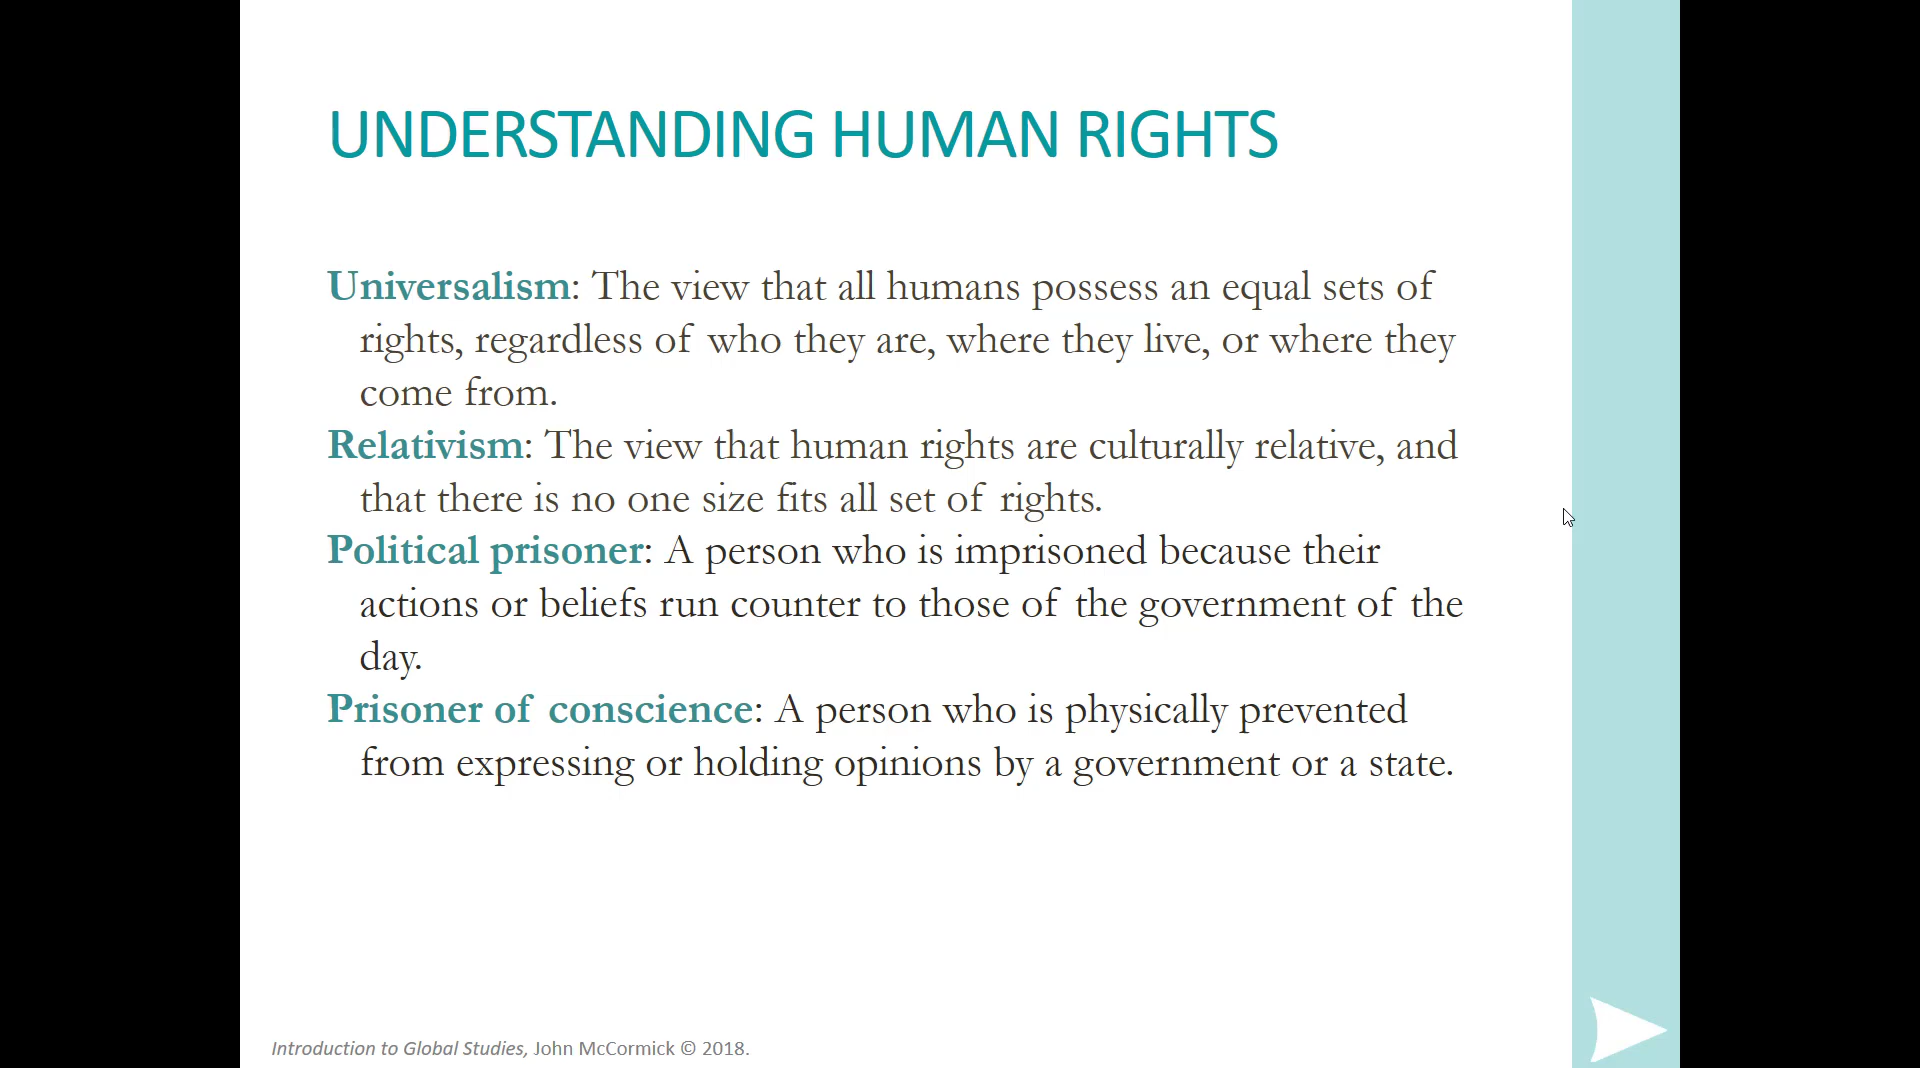 UNDERSTANDING HUMAN RIGHTS
Universalism: The view that all humans possess an equal sets of
rights, regardless of who they are, where they live, or where they
come from.
Relativism: The view that human rights are culturally relative, and
that there is no one size fits all set of rights.
Political prisoner: A person who is imprisoned because their
actions or beliefs run counter to those of the government of the
day.
Prisoner of conscience: A person who is physically prevented
from expressing or holding opinions by a government or a state.
Introduction to Global Studies, John McCormick © 2018.